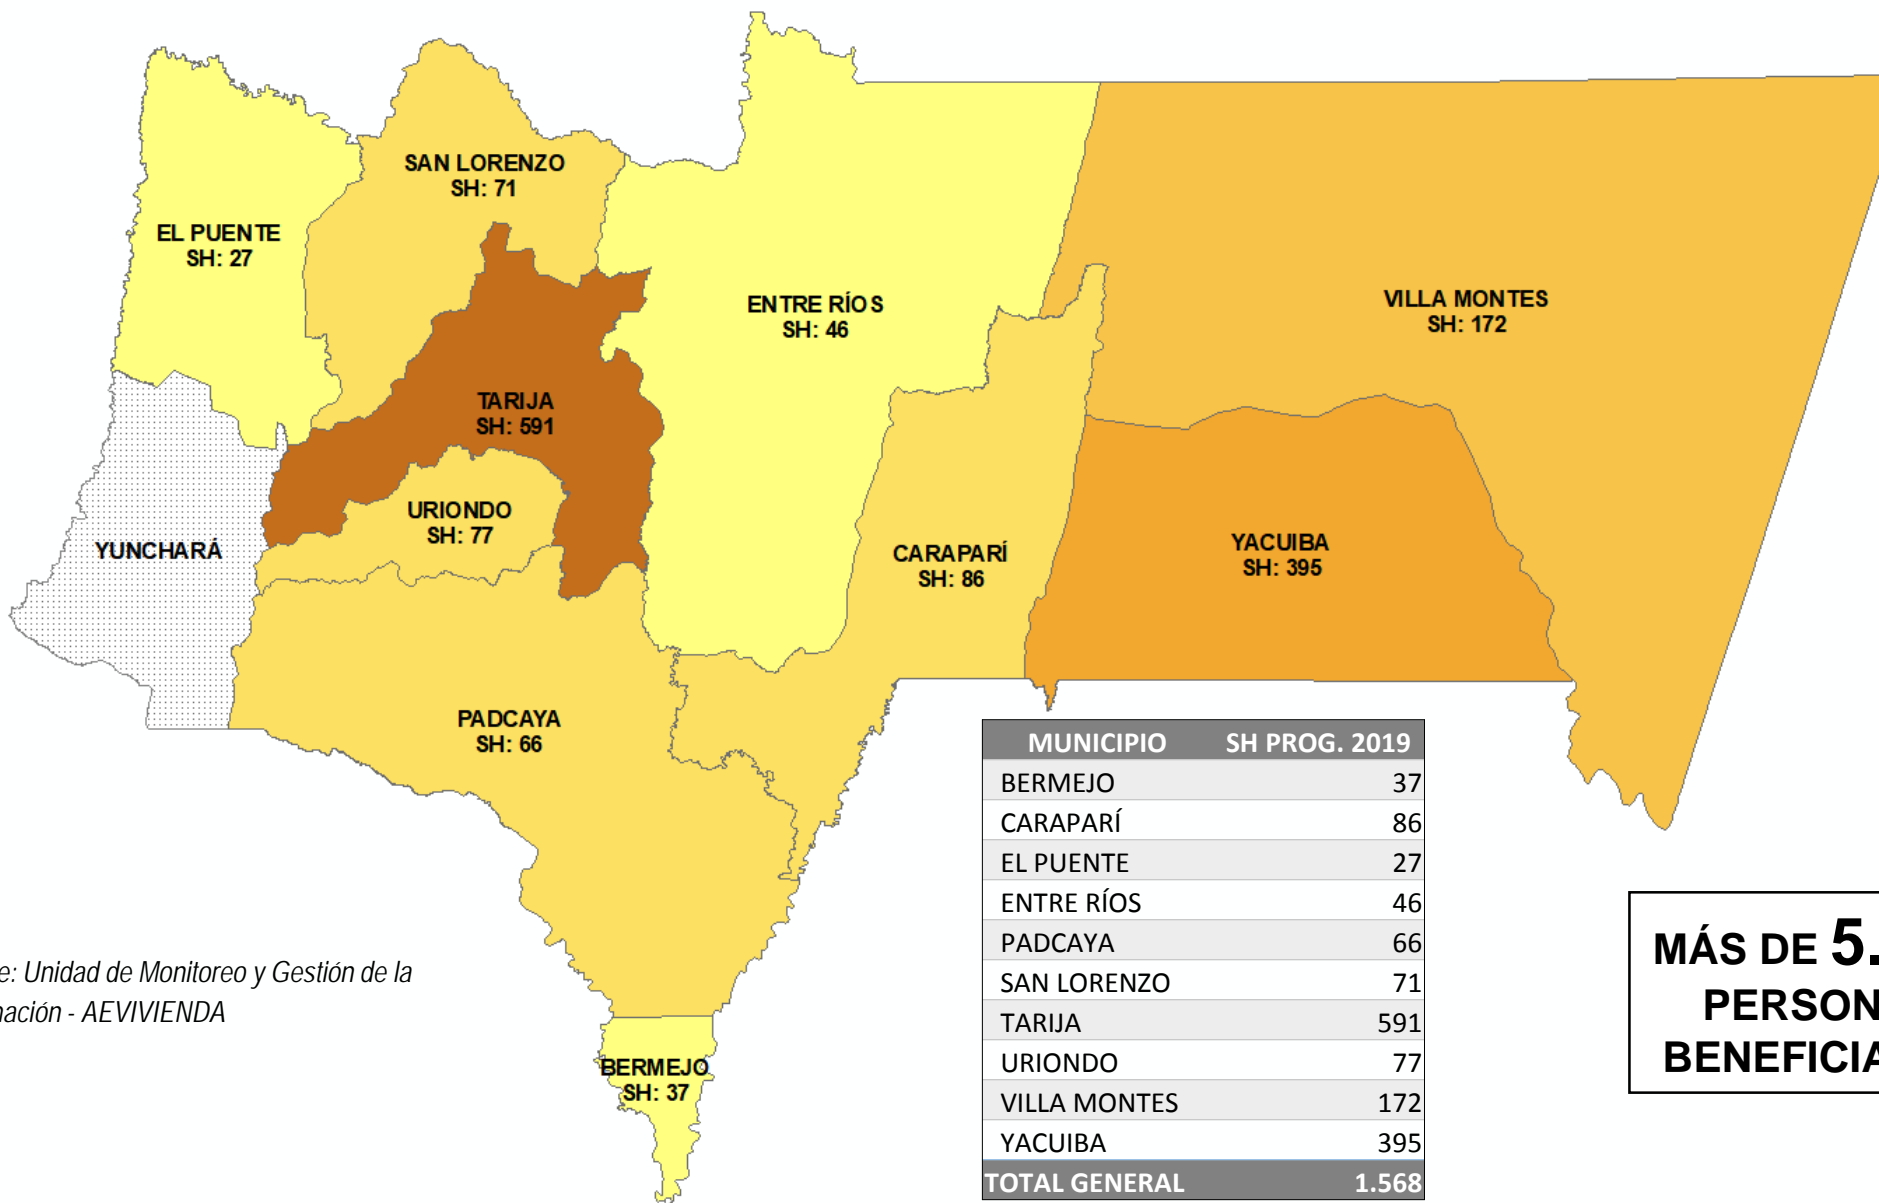 SAN LORENZO
SH: 71
EL PUENTE
SH: 27
ENTRE RÍOS
SH: 46
VILLA MONTES
SH: 172
TARIJA
SH: 591
URIONDO
SH: 77
YUNCHARÁ
CARAPARÍ
SH: 86
YACUIBA
SH: 395
PADCAYA
SH: 66
BERMEJO
SH: 37
MUNICIPIO SH PROG. 2019
BERMEJO 37
CARAPARÍ 86
EL PUENTE 27
ENTRE RÍOS 46
PADCAYA 66
SAN LORENZO 71
TARIJA 591
URIONDO 77
VILLA MONTES 172
YACUIBA 395
TOTAL GENERAL 1.568
e: Unidad de Monitoreo y Gestión de la
nación - AEVIVIENDA
MÁS DE 5.
PERSON
BENEFICIA